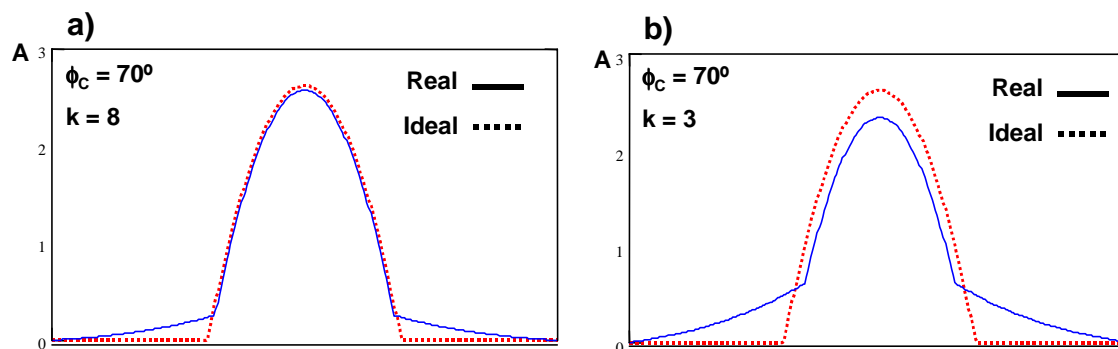 a)
A
3
2
1
0
ϕC = 70º
k = 8
Real
Ideal
b)
A
3
2
1
0
ϕC = 70º
k = 3
Real
Ideal